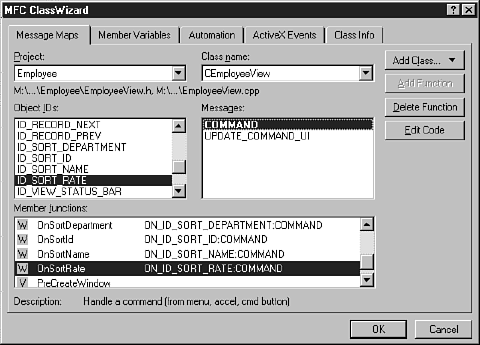 MFC ClassWizard
Message Maps
Member Variables
Automation
ActiveX Events
Class Info
Project:
Class name:
Employee
CEmployeeView
Add Class...
M:\...\Employee\EmployeeView.h, M:\...\EmployeeView.cpp
Add Function
Object IDs:
Messages:
Delete Function
ID_RECORD_NEXT
ID_RECORD_PREV
ID_SORT_DEPARTMENT
ID_SORT_ID
ID_SORT_NAME
ID_SORT_RATE
ID_VIEW_STATUS_BAR
COMMAND
UPDATE_COMMAND_UI
Edit Code
Member functions:
W OnSortDepartment ON_ID_SORT_DEPARTMENT:COMMAND
W OnSortId ON_ID_SORT_ID:COMMAND
W OnSortName ON_ID_SORT_NAME:COMMAND
W OnSortRate ON_ID_SORT_RATE:COMMAND
V PreCreateWindow
Description: Handle a command (from menu, accel, cmd button)
OK
Cancel